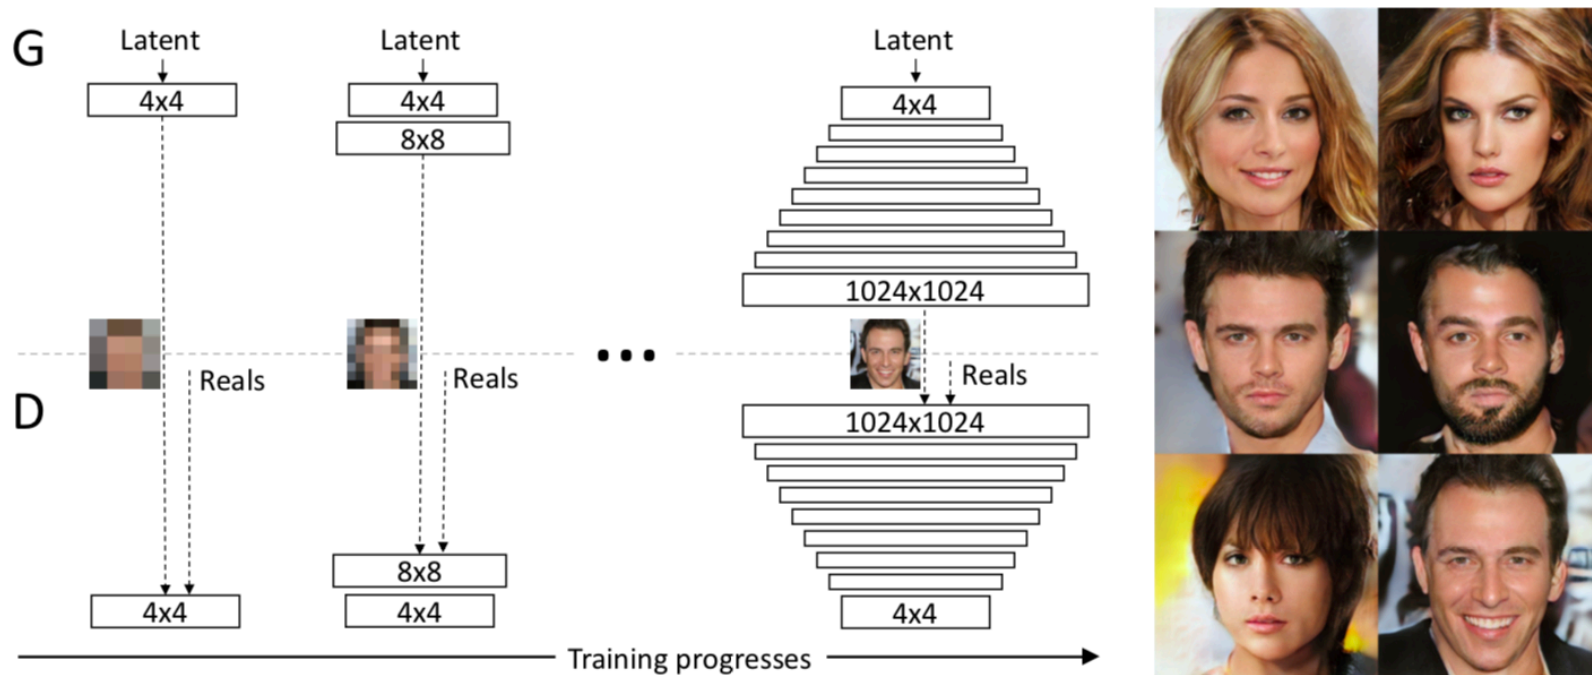 G
Latent
4x4
Latent
4x4
8x8
Latent
4x4
1024x1024
Reals
Reals
Reals
D
4x4
8x8
4x4
1024x1024
4x4
Training progresses